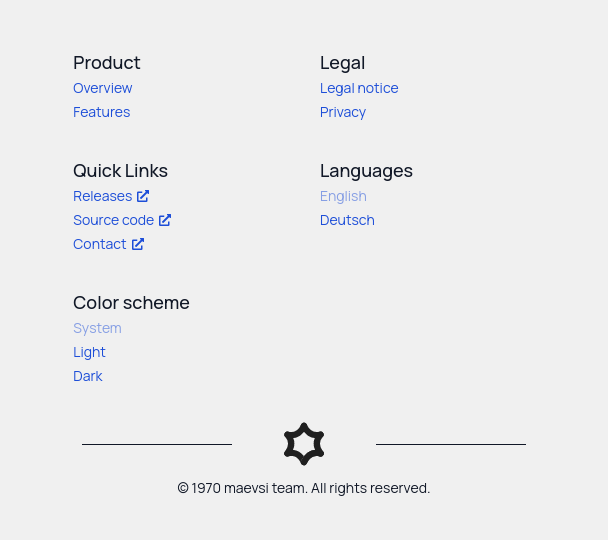 Product
Overview
Features
Legal
Legal notice
Privacy
Quick Links
Releases
Source code
Contact
Languages
English
Deutsch
Color scheme
System
Light
Dark
© 1970 maevsi team. All rights reserved.